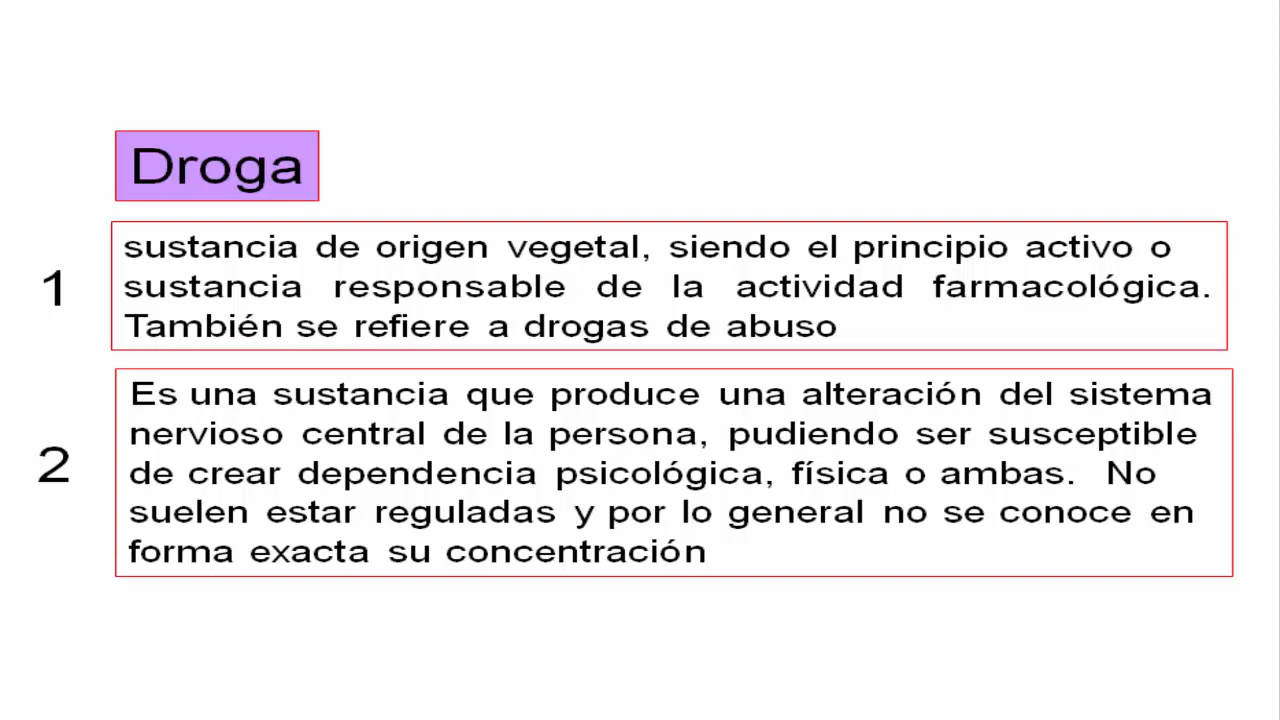 Droga
1
sustancia de origen vegetal, siendo el principio activo o
sustancia responsable de la actividad farmacológica.
También se refiere a drogas de abuso
2
Es una sustancia que produce una alteración del sistema
nervioso central de la persona, pudiendo ser susceptible
de crear dependencia psicológica, física o ambas. No
suelen estar reguladas y por lo general no se conoce en
forma exacta su concentración